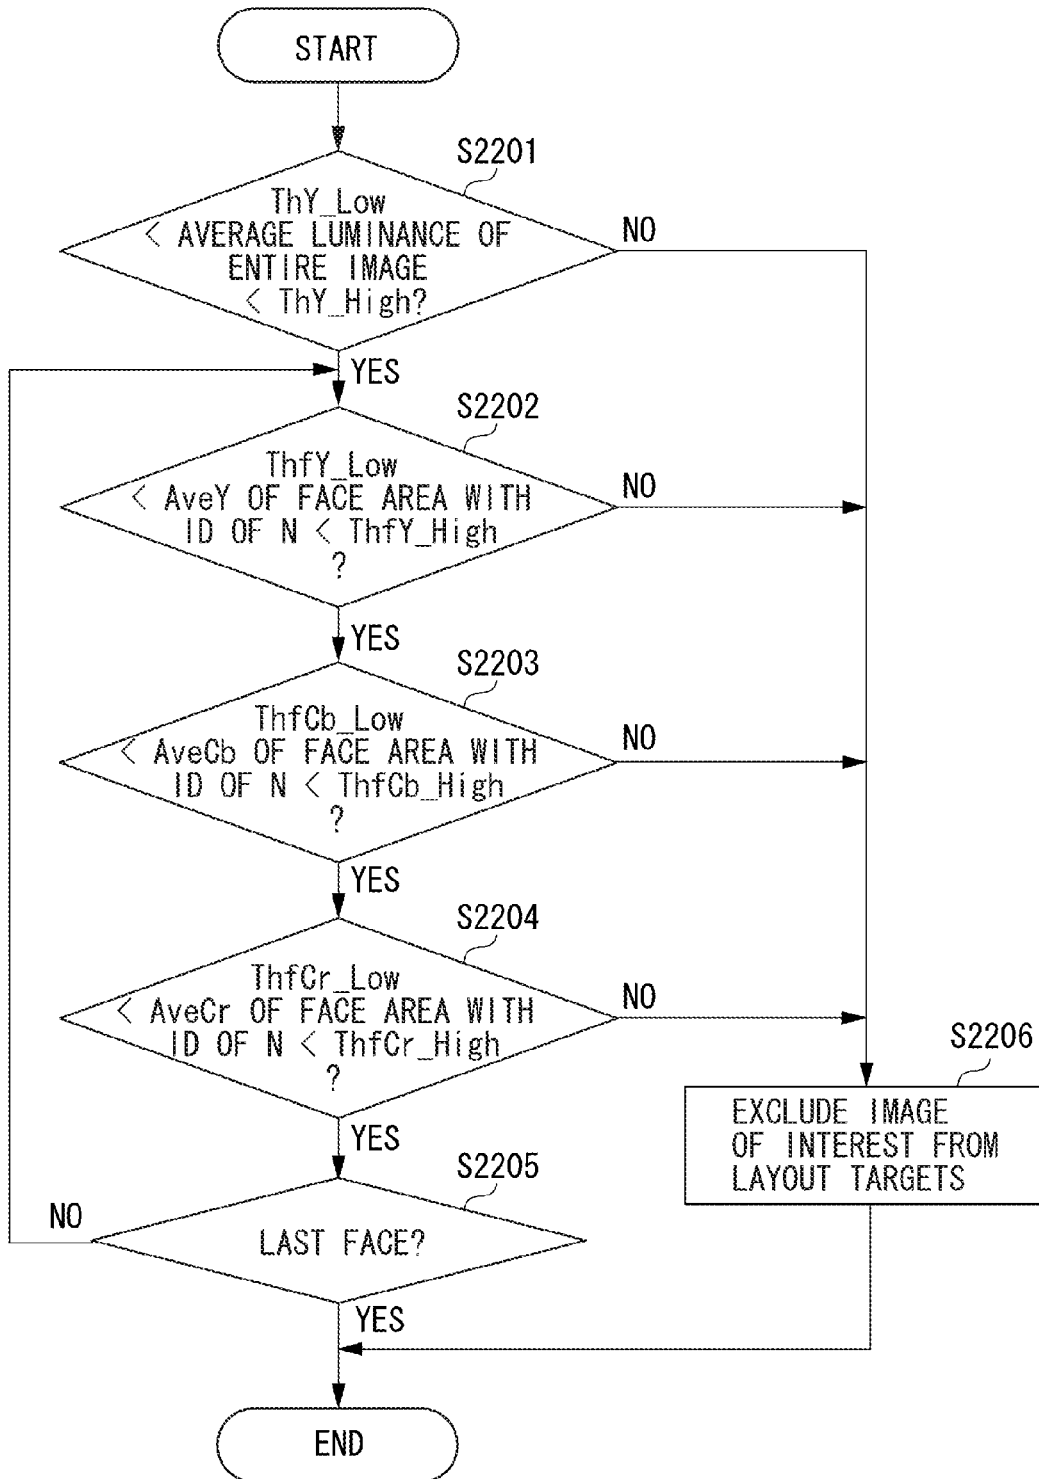 START
S2201
ThY_Low
< AVERAGE LUMINANCE OF
ENTIRE IMAGE
< ThY_High?
NO
YES
S2202
ThfY_Low
< AveY OF FACE AREA WITH
ID OF N < ThfY_High
?
NO
YES
S2203
ThfCb_Low
< AveCb OF FACE AREA WITH
ID OF N < ThfCb_High
?
NO
YES
S2204
ThfCr_Low
< AveCr OF FACE AREA WITH
ID OF N < ThfCr_High
?
NO
S2206
EXCLUDE IMAGE
OF INTEREST FROM
LAYOUT TARGETS
YES
S2205
NO
LAST FACE?
YES
END